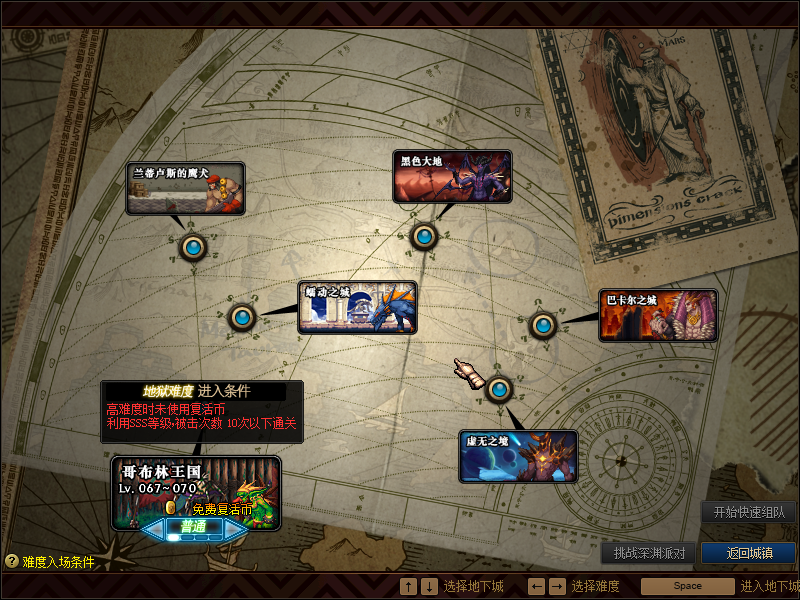 MARS
Dimensions Crack
兰蒂卢斯的鹰犬
黑色大地
蠕动之城
巴卡尔之城
地狱难度 进入条件
高难度时未使用复活币
利用SSS等级,被击次数 10次以下通关
虚无之境
哥布林王国
Lv. 067~070
免费复活币
普通
开始快速组队
挑战深渊派对
返回城镇
? 难度入场条件
↑ ↓ 选择地下城 ← → 选择难度 Space 进入地下城